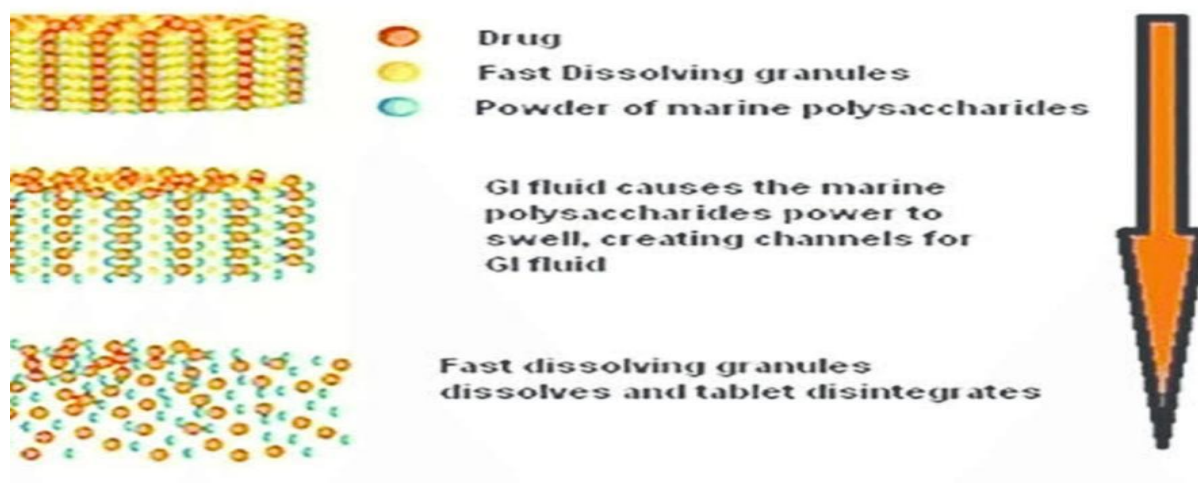 Drug
Fast Dissolving granules
Powder of marine polysaccharides
GI fluid causes the marine
polysaccharides power to
swell, creating channels for
GI fluid
Fast dissolving granules
dissolves and tablet disintegrates